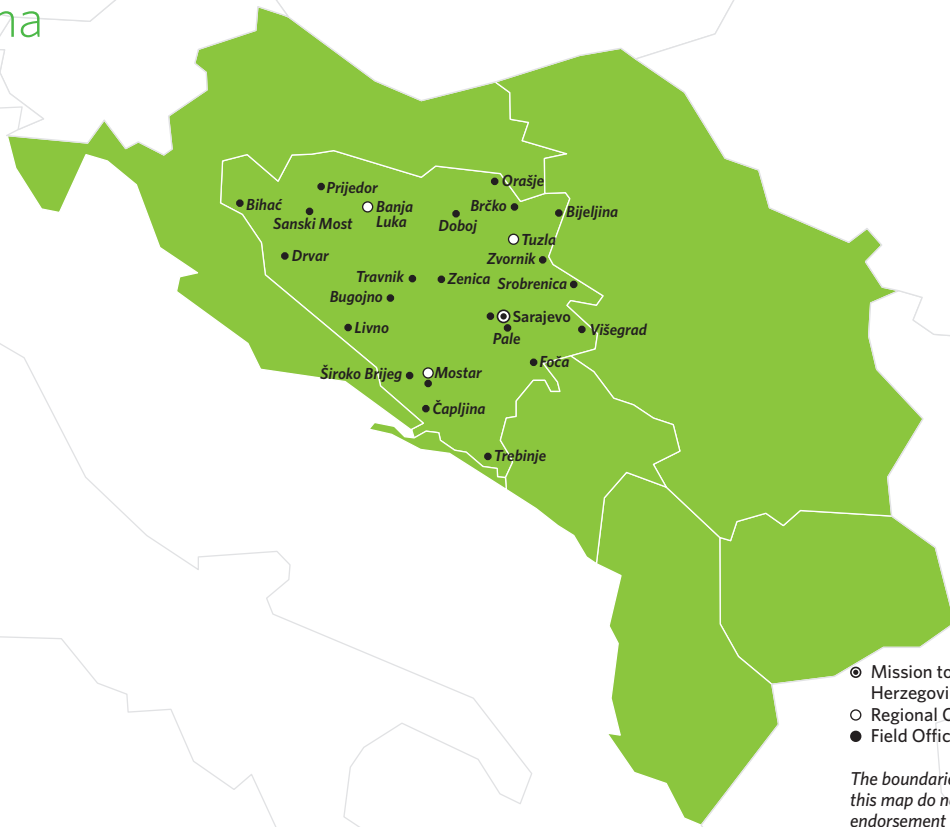 na
Prijedor
Orašje
Bihać
Banja
Luka
Brčko
Bijeljina
Sanski Most
Doboj
Tuzla
Drvar
Zvornik
Travnik
Zenica
Srobrenica
Bugojno
Sarajevo
Livno
Pale
Višegrad
Foča
Široko Brijeg
Mostar
Čapljina
Trebinje
Mission to
Herzegovi
Regional O
Field Offic
The boundarie
this map do n
endorsement